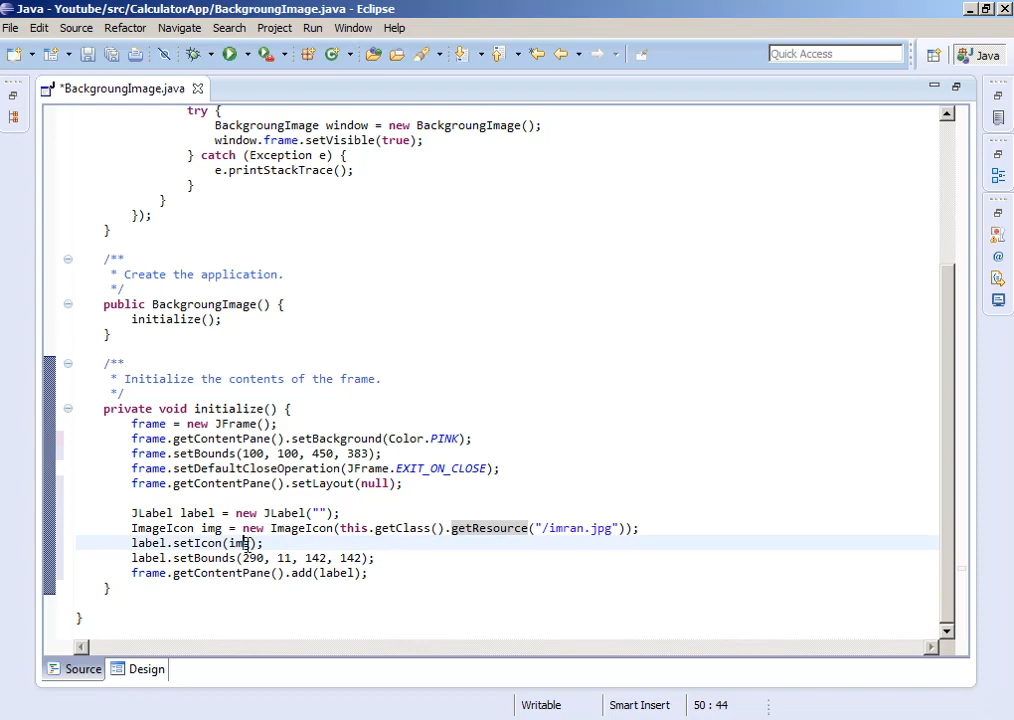 Java - Youtube/src/CalculatorApp/BackgroungImage.java - Eclipse
File Edit Source Refactor Navigate Search Project Run Window Help
Quick Access
Java
*BackgroungImage.java
try {
BackgroungImage window = new BackgroungImage();
window.frame.setVisible(true);
} catch (Exception e) {
e.printStackTrace();
}
}
});
}
/**
* Create the application.
*/
public BackgroungImage() {
initialize();
}
/**
* Initialize the contents of the frame.
*/
private void initialize() {
frame = new JFrame();
frame.getContentPane().setBackground(Color.PINK);
frame.setBounds(100, 100, 450, 383);
frame.setDefaultCloseOperation(JFrame.EXIT_ON_CLOSE);
frame.getContentPane().setLayout(null);
JLabel label = new JLabel("");
ImageIcon img = new ImageIcon(this.getClass().getResource("/imran.jpg"));
label.setIcon(img);
label.setBounds(290, 11, 142, 142);
frame.getContentPane().add(label);
}
}
Source Design
Writable Smart Insert 50 : 44